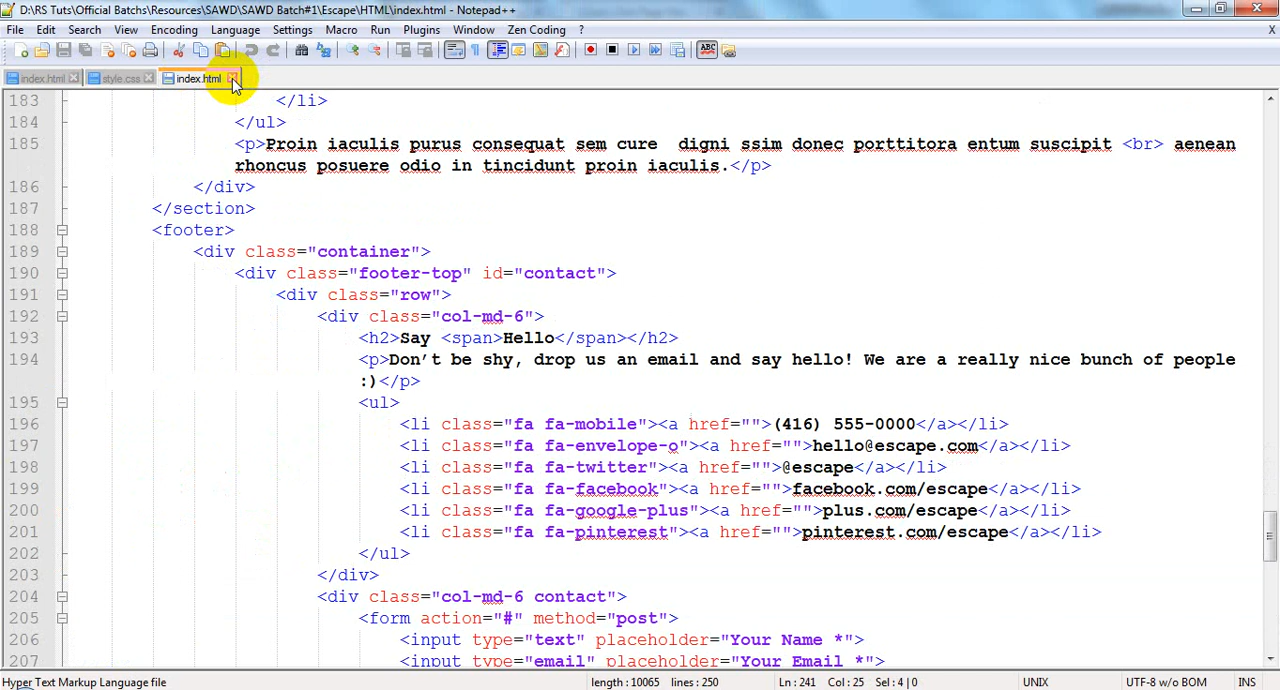 D:\RS Tuts\Official Batchs\Resources\SAWD\SAWD Batch#1\Escape\HTML\index.html - Notepad++
File Edit Search View Encoding Language Settings Macro Run Plugins Window Zen Coding ? X
ABC
index.html style.css index.html
183 </li>
184 </ul>
185 <p>Proin iaculis purus consequat sem cure  digni ssim donec porttitora entum suscipit <br> aenean
rhoncus posuere odio in tincidunt proin iaculis.</p>
186 </div>
187 </section>
188 <footer>
189 <div class="container">
190 <div class="footer-top" id="contact">
191 <div class="row">
192 <div class="col-md-6">
193 <h2>Say <span>Hello</span></h2>
194 <p>Don’t be shy, drop us an email and say hello! We are a really nice bunch of people
:)</p>
195 <ul>
196 <li class="fa fa-mobile"><a href="">(416) 555-0000</a></li>
197 <li class="fa fa-envelope-o"><a href="">hello@escape.com</a></li>
198 <li class="fa fa-twitter"><a href="">@escape</a></li>
199 <li class="fa fa-facebook"><a href="">facebook.com/escape</a></li>
200 <li class="fa fa-google-plus"><a href="">plus.com/escape</a></li>
201 <li class="fa fa-pinterest"><a href="">pinterest.com/escape</a></li>
202 </ul>
203 </div>
204 <div class="col-md-6 contact">
205 <form action="#" method="post">
206 <input type="text" placeholder="Your Name *">
207 <input type="email" placeholder="Your Email *">
Hyper Text Markup Language file length : 10065 lines : 250 Ln : 241 Col : 25 Sel : 4 | 0 UNIX UTF-8 w/o BOM INS